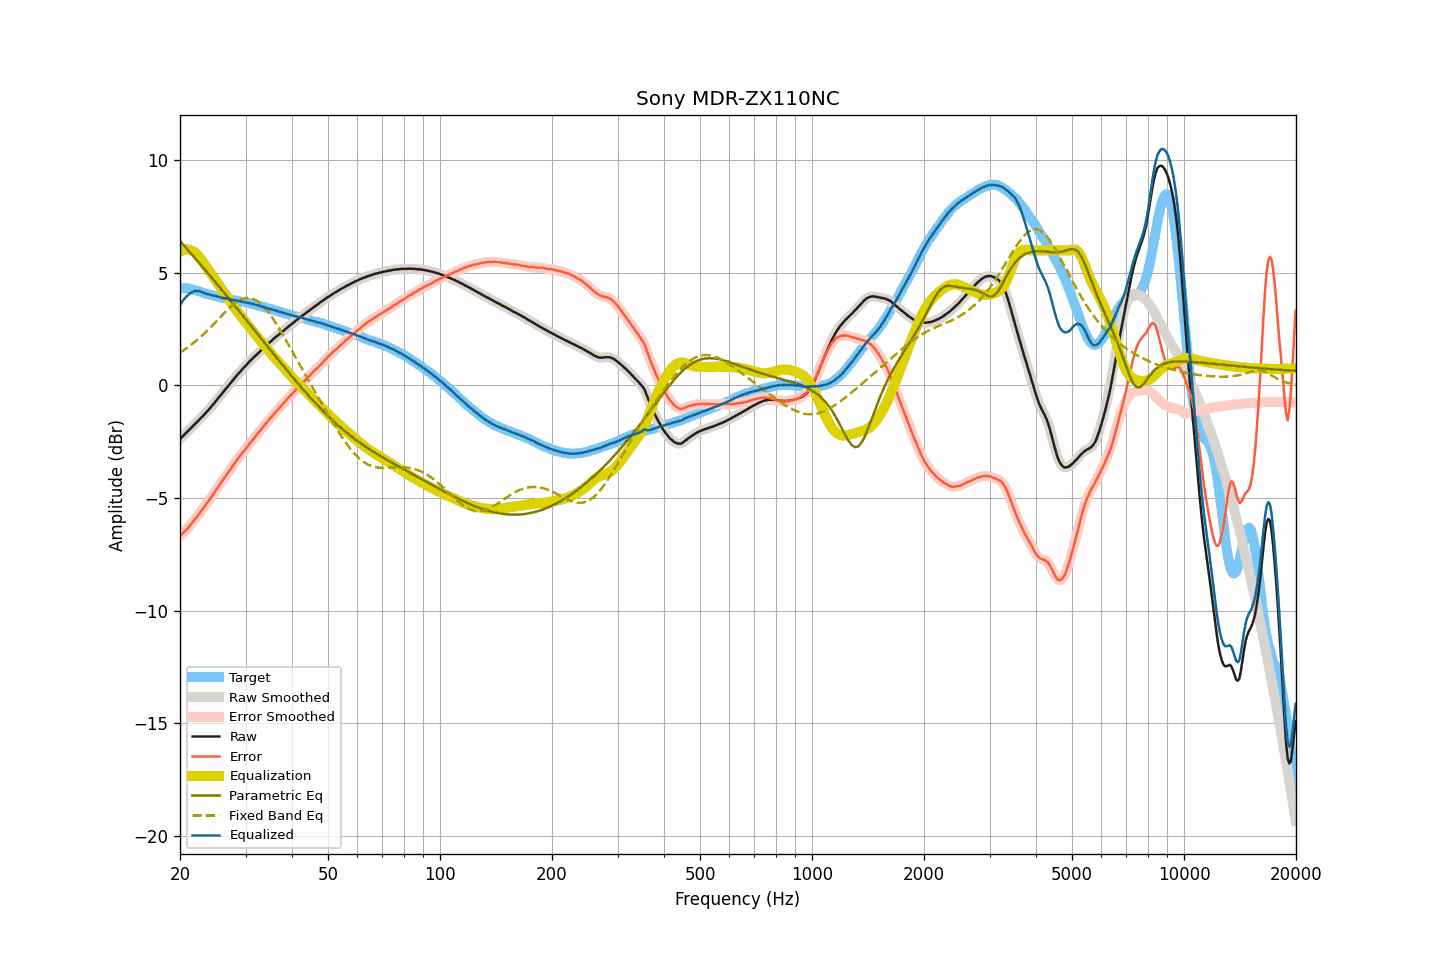 Sony MDR-ZX110NC
10
5
0
−5
−10
−15
−20
Amplitude (dBr)
Target
Raw Smoothed
Error Smoothed
Raw
Error
Equalization
Parametric Eq
Fixed Band Eq
Equalized
20 50 100 200 500 1000 2000 5000 10000 20000
Frequency (Hz)